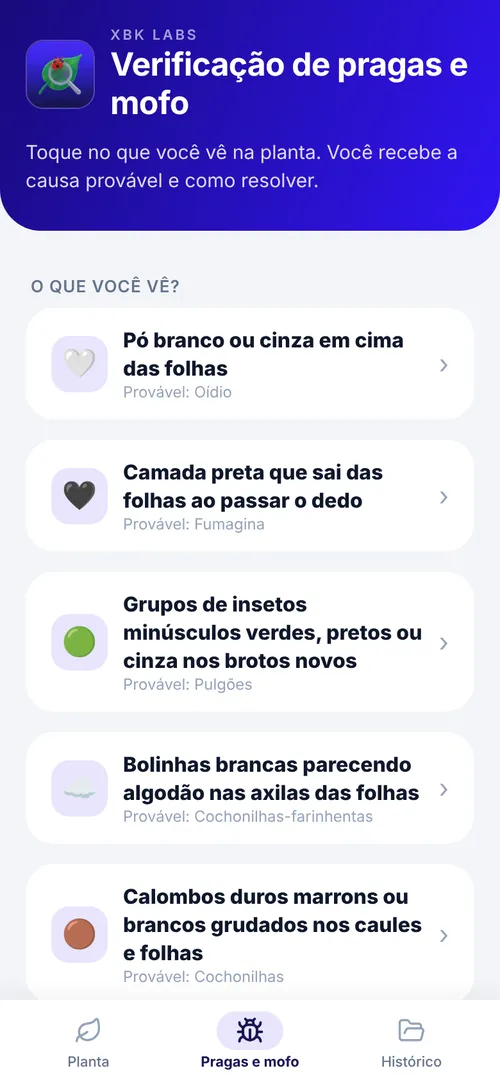 XBK LABS
Verificação de pragas e
mofo
Toque no que você vê na planta. Você recebe a
causa provável e como resolver.
O QUE VOCÊ VÊ?
Pó branco ou cinza em cima
das folhas
Provável: Oídio
Camada preta que sai das
folhas ao passar o dedo
Provável: Fumagina
Grupos de insetos
minúsculos verdes, pretos ou
cinza nos brotos novos
Provável: Pulgões
Bolinhas brancas parecendo
algodão nas axilas das folhas
Provável: Cochonilhas-farinhentas
Calombos duros marrons ou
brancos grudados nos caules
e folhas
Provável: Cochonilhas
Planta
Pragas e mofo
Histórico